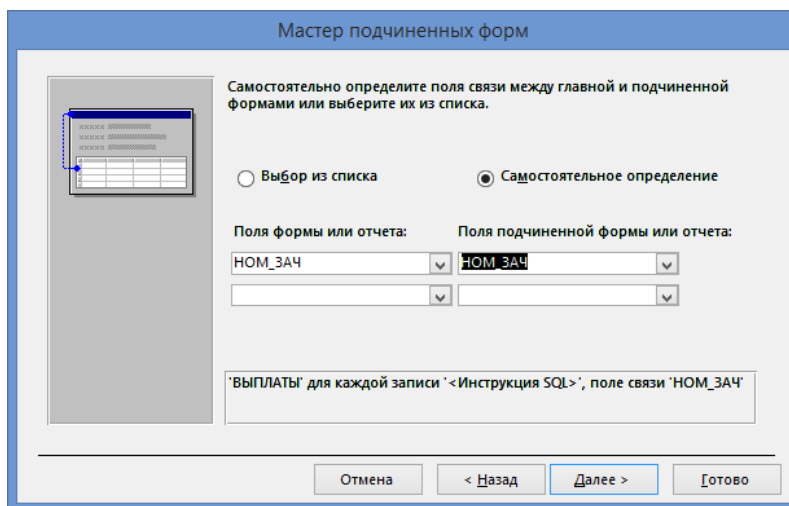 Мастер подчиненных форм
Самостоятельно определите поля связи между главной и подчиненной
формами или выберите их из списка.
Выбор из списка
Самостоятельное определение
Поля формы или отчета:
Поля подчиненной формы или отчета:
НОМ_ЗАЧ
НОМ_ЗАЧ
'ВЫПЛАТЫ' для каждой записи '<Инструкция SQL>', поле связи 'НОМ_ЗАЧ'
Отмена
< Назад
Далее >
Готово